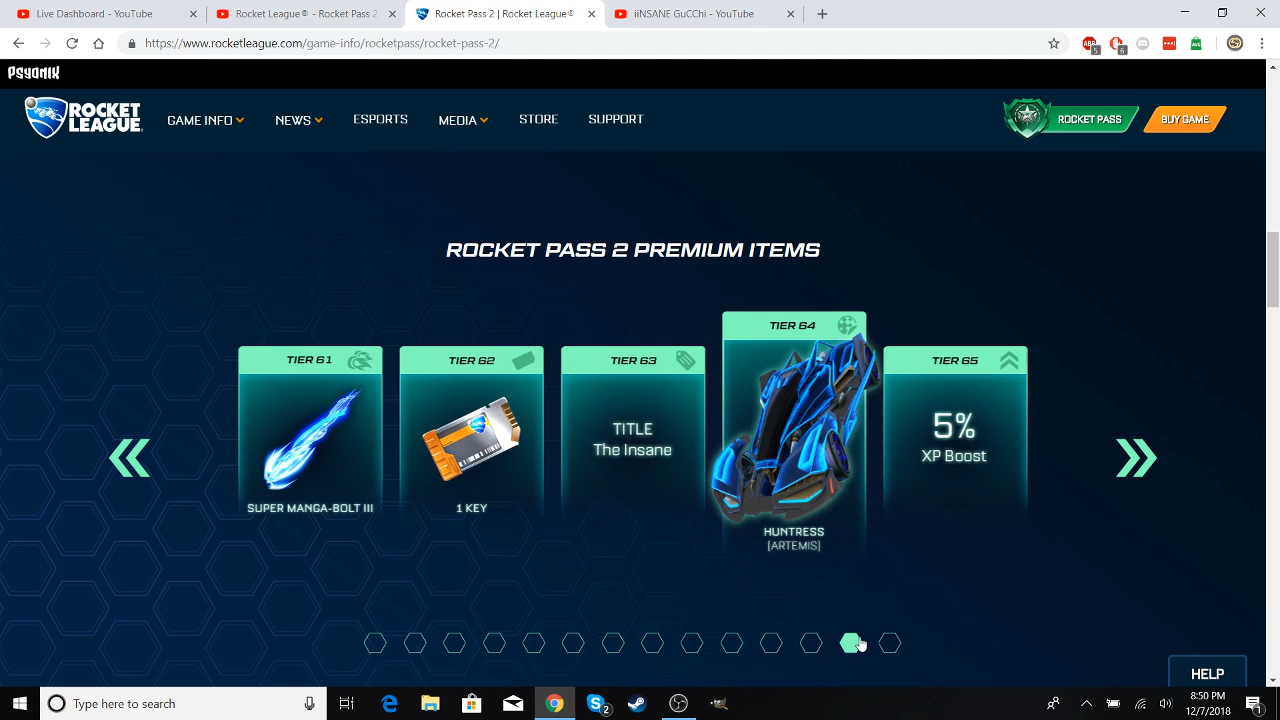 Live Dashboard - YouTube
Rocket League® - Rocket Pass 2
Rocket Pass 2 | Rocket League®
iiNSANE GuCChi - YouTube
https://www.rocketleague.com/game-info/rocketpass/rocket-pass-2/
5
6
PSYONIX
ROCKET LEAGUE
GAME INFO
NEWS
ESPORTS
MEDIA
STORE
SUPPORT
ROCKET PASS
BUY GAME
ROCKET PASS 2 PREMIUM ITEMS
TIER 61
SUPER MANGA-BOLT III
TIER 62
1 KEY
TIER 63
TITLE
The Insane
TIER 64
HUNTRESS
[ARTEMIS]
TIER 65
5%
XP Boost
HELP
Type here to search
2
8:50 PM
12/7/2018
1